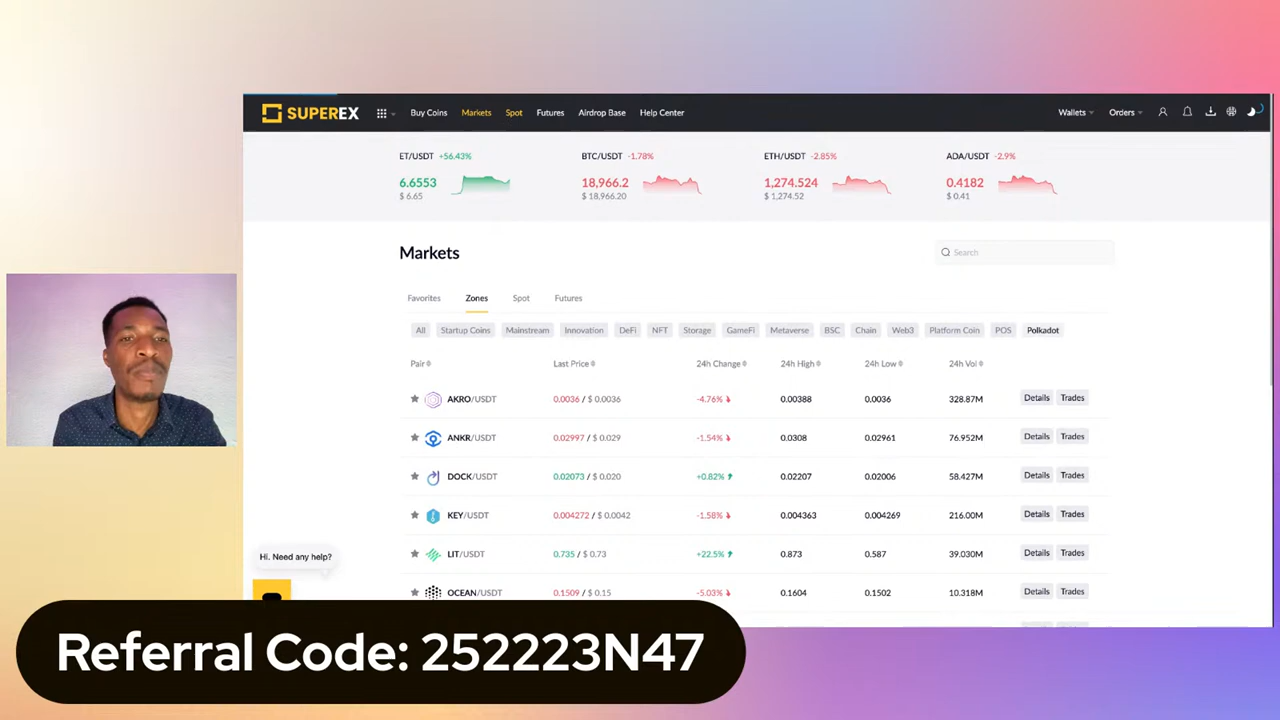 SUPEREX Buy Coins Markets Spot Futures Airdrop Base Help Center Wallets Orders
ET/USDT +56.43% BTC/USDT -1.78% ETH/USDT -2.85% ADA/USDT -2.9%
6.6553 18,966.2 1,274.524 0.4182
$ 6.65 $ 18,966.20 $ 1,274.52 $ 0.41
Markets Search
Favorites Zones Spot Futures
All Startup Coins Mainstream Innovation DeFi NFT Storage GameFi Metaverse BSC Chain Web3 Platform Coin POS Polkadot
Pair Last Price 24h Change 24h High 24h Low 24h Vol
AKRO/USDT 0.0036 / $ 0.0036 -4.76% 0.00388 0.0036 328.87M Details Trades
ANKR/USDT 0.02997 / $ 0.029 -1.54% 0.0308 0.02961 76.952M Details Trades
DOCK/USDT 0.02073 / $ 0.020 +0.82% 0.02207 0.02006 58.427M Details Trades
KEY/USDT 0.004272 / $ 0.0042 -1.58% 0.004363 0.004269 216.00M Details Trades
LIT/USDT 0.735 / $ 0.73 +22.5% 0.873 0.587 39.030M Details Trades
Hi. Need any help?
OCEAN/USDT 0.1509 / $ 0.15 -5.03% 0.1604 0.1502 10.318M Details Trades
Referral Code: 252223N47